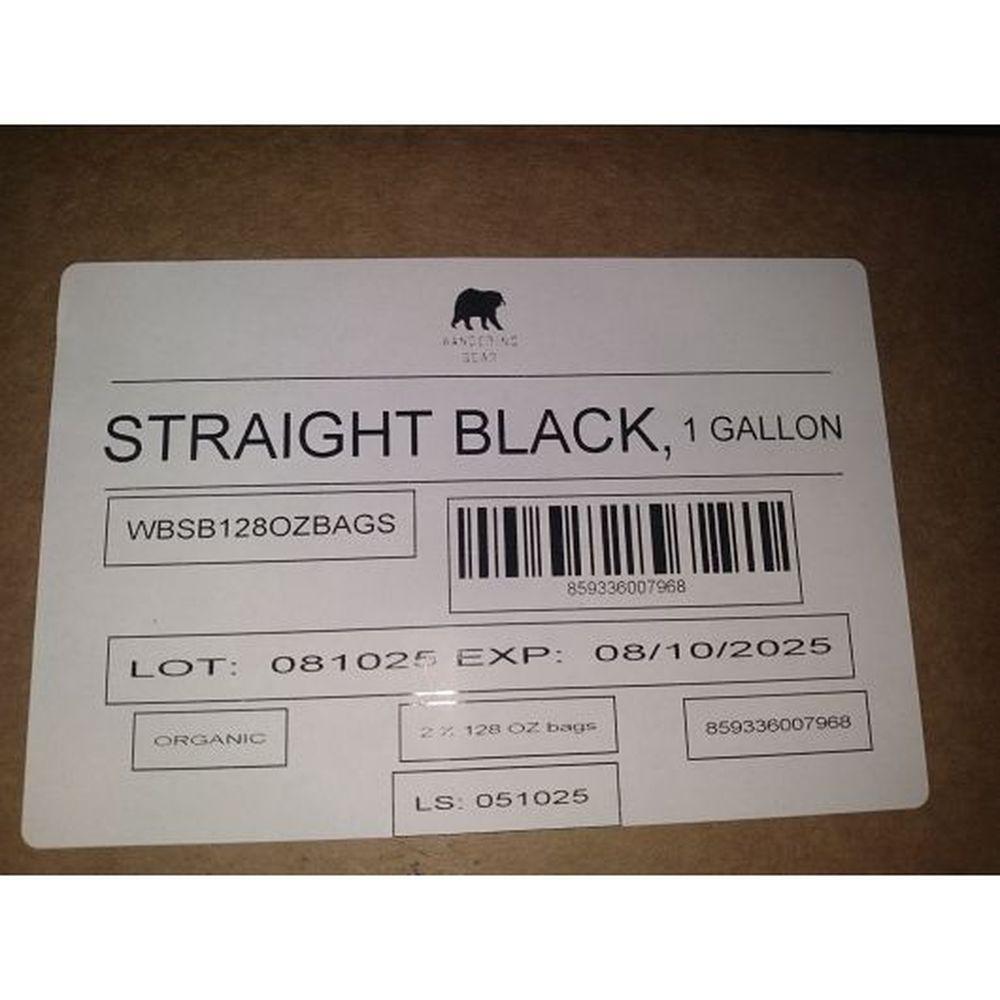 WANDERING
BEAR
STRAIGHT BLACK, 1 GALLON
WBSB128OZBAGS
859336007968
LOT: 081025 EXP: 08/10/2025
ORGANIC
2 X 128 OZ bags
859336007968
LS: 051025